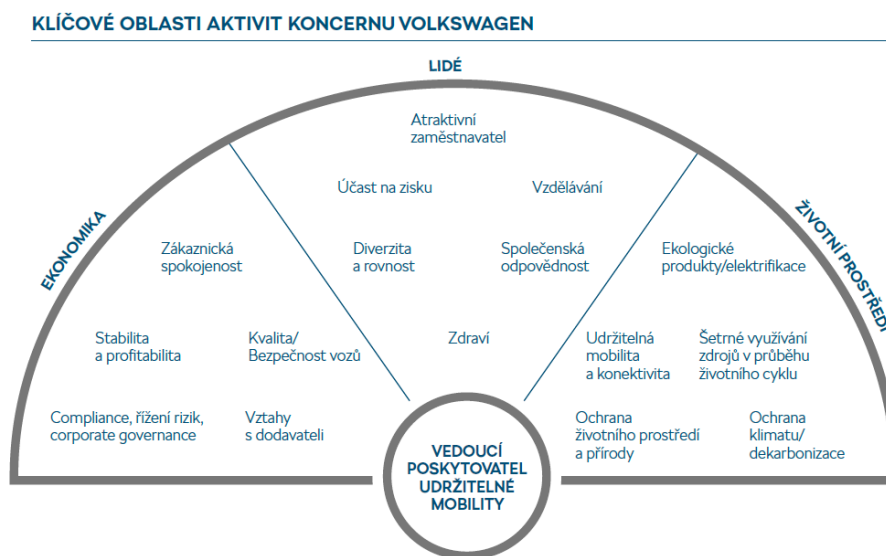 KLÍČOVÉ OBLASTI AKTIVIT KONCERNU VOLKSWAGEN
LIDÉ
Atraktivní
zaměstnavatel
Účast na zisku
Vzdělávání
Diverzita
a rovnost
Společenská
odpovědnost
Zdraví
EKONOMIKA
Zákaznická
spokojenost
Stabilita
a profitabilita
Kvalita/
Bezpečnost vozů
Compliance, řížení rizik,
corporate governance
Vztahy
s dodavateli
ŽIVOTNÍ PROSTŘEDÍ
Ekologické
produkty/elektrifikace
Udržitelná
mobilita
a konektivita
Šetrné využívání
zdrojů v průběhu
životního cyklu
Ochrana
životního prostředí
a přírody
Ochrana
klimatu/
dekarbonizace
VEDOUCÍ
POSKYTOVATEL
UDRŽITELNÉ
MOBILITY